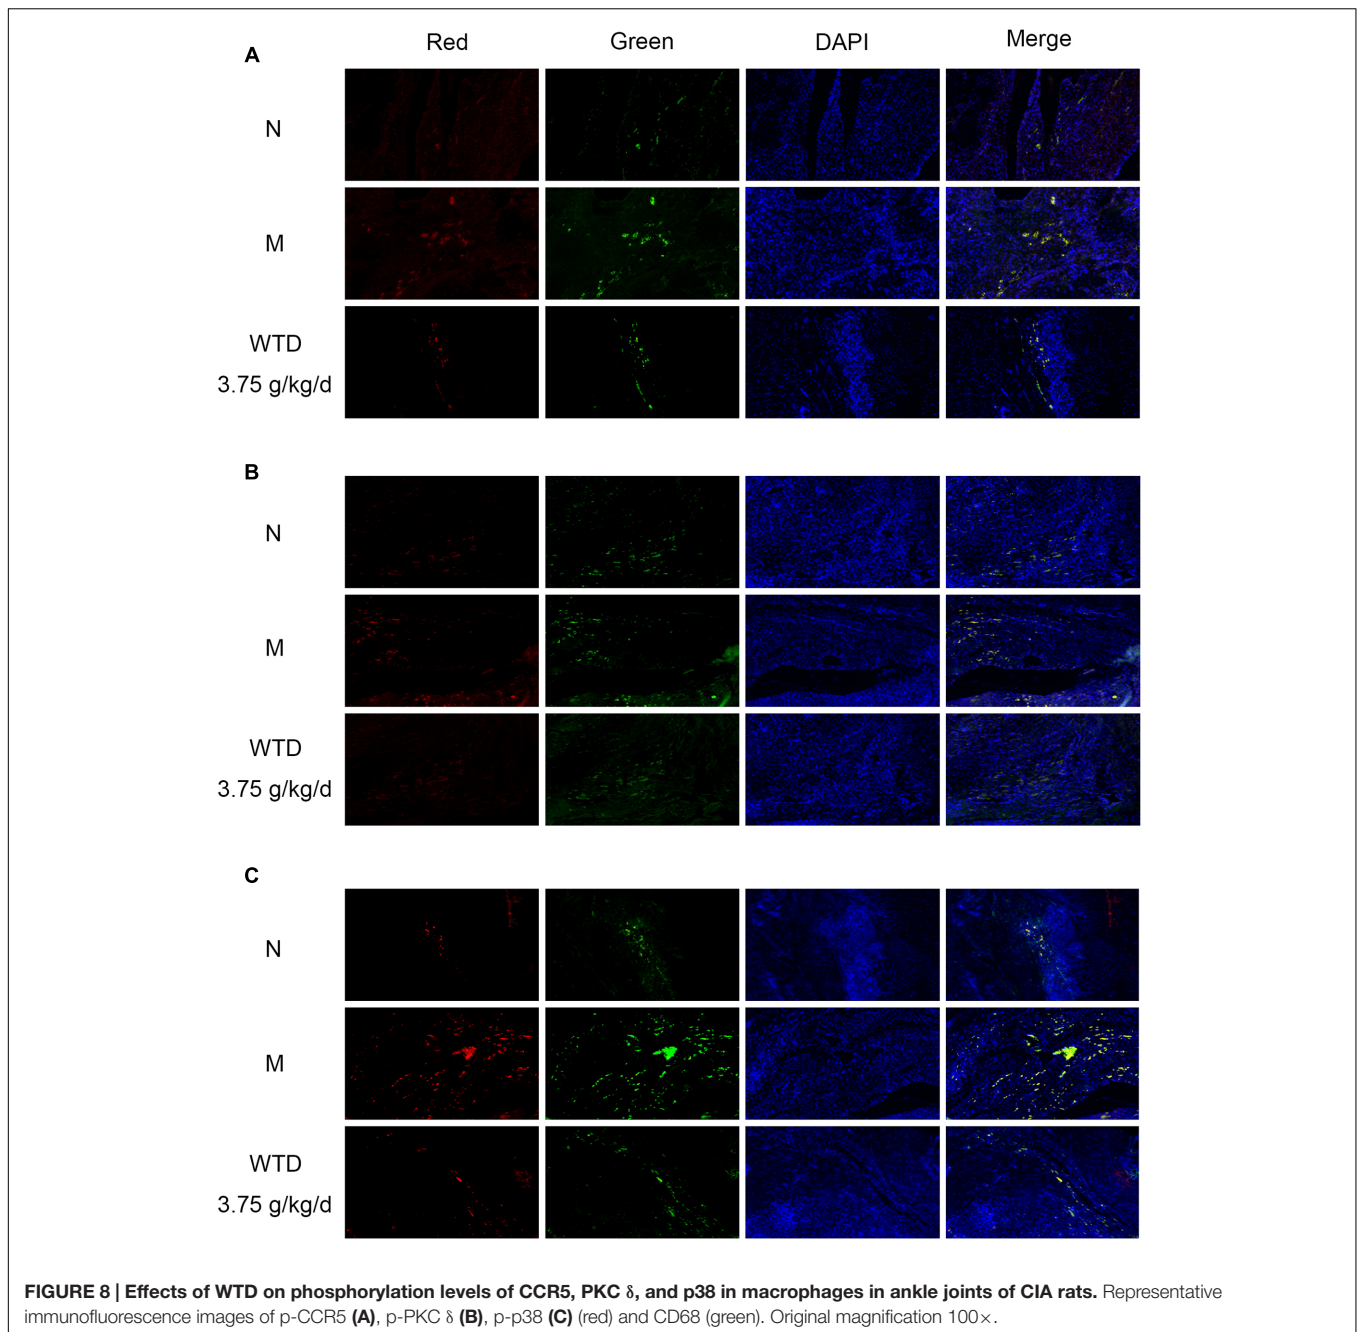 Red Green DAPI Merge
A
N
M
WTD
3.75 g/kg/d
B
N
M
WTD
3.75 g/kg/d
C
N
M
WTD
3.75 g/kg/d
FIGURE 8 | Effects of WTD on phosphorylation levels of CCR5, PKC δ, and p38 in macrophages in ankle joints of CIA rats. Representative
immunofluorescence images of p-CCR5 (A), p-PKC δ (B), p-p38 (C) (red) and CD68 (green). Original magnification 100×.